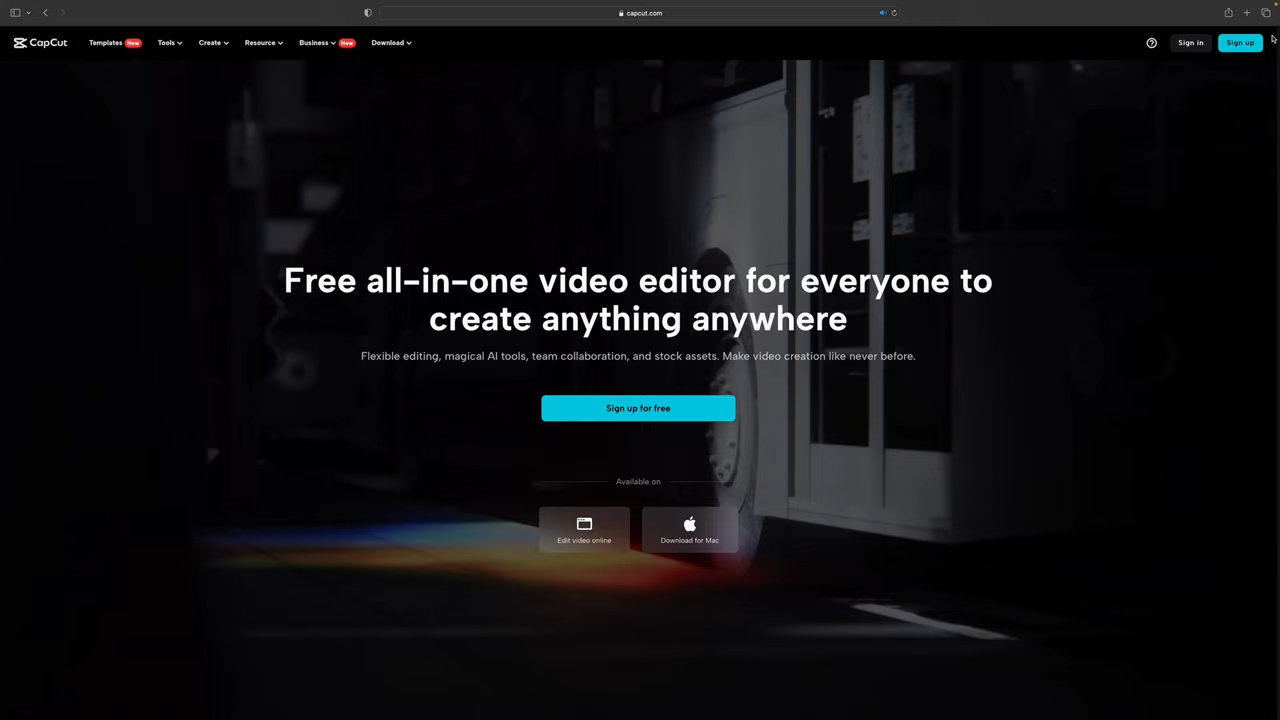 capcut.com
CapCut
Templates New Tools Create Resource Business New Download Sign in Sign up
Free all-in-one video editor for everyone to
create anything anywhere
Flexible editing, magical AI tools, team collaboration, and stock assets. Make video creation like never before.
Sign up for free
Available on
Edit video online
Download for Mac